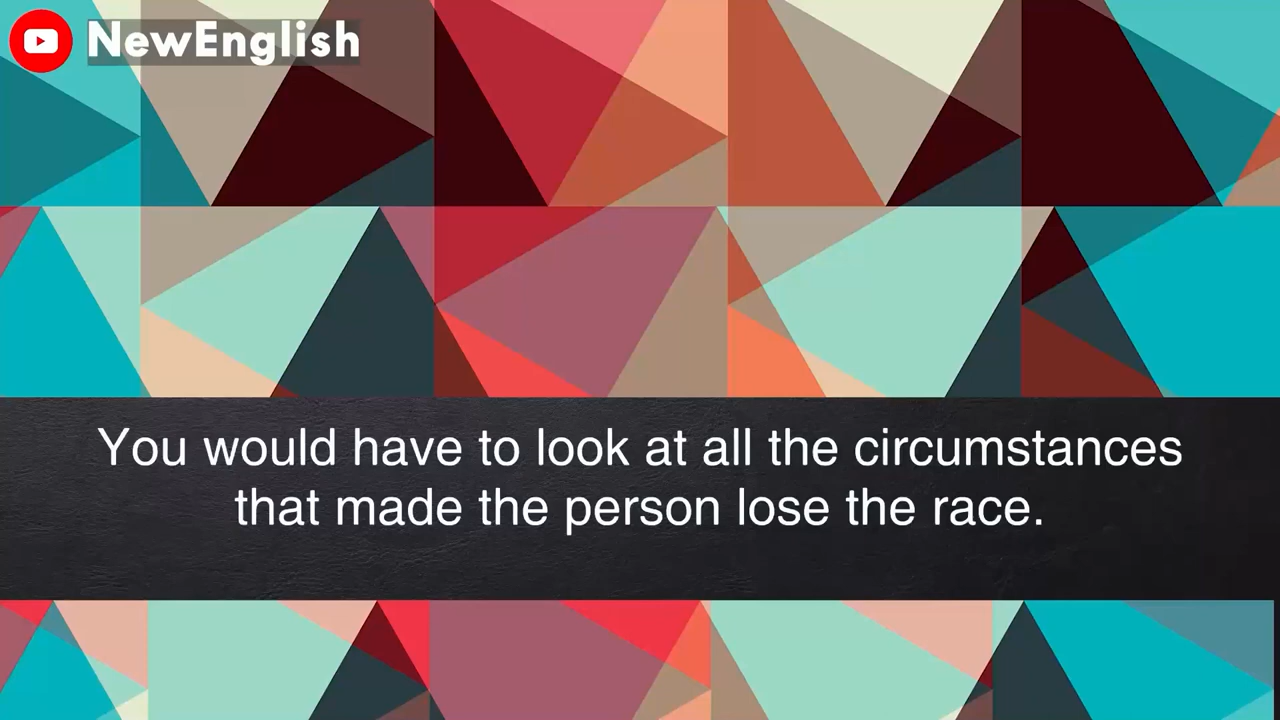 NewEnglish
You would have to look at all the circumstances
that made the person lose the race.